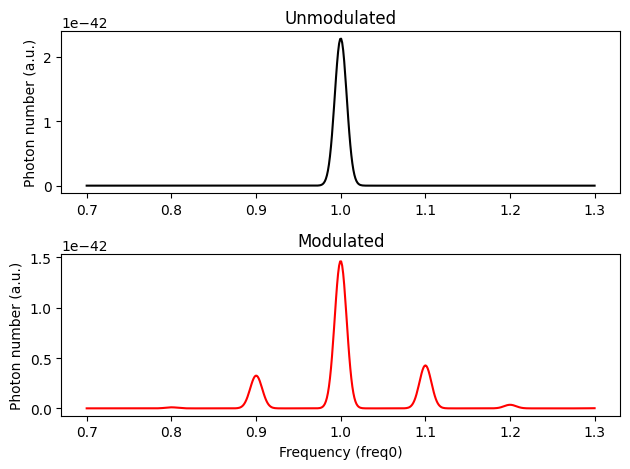 Unmodulated
1e−42
Photon number (a.u.)
2
1
0
0.7 0.8 0.9 1.0 1.1 1.2 1.3
Modulated
1e−42
Photon number (a.u.)
1.5
1.0
0.5
0.0
0.7 0.8 0.9 1.0 1.1 1.2 1.3
Frequency (freq0)